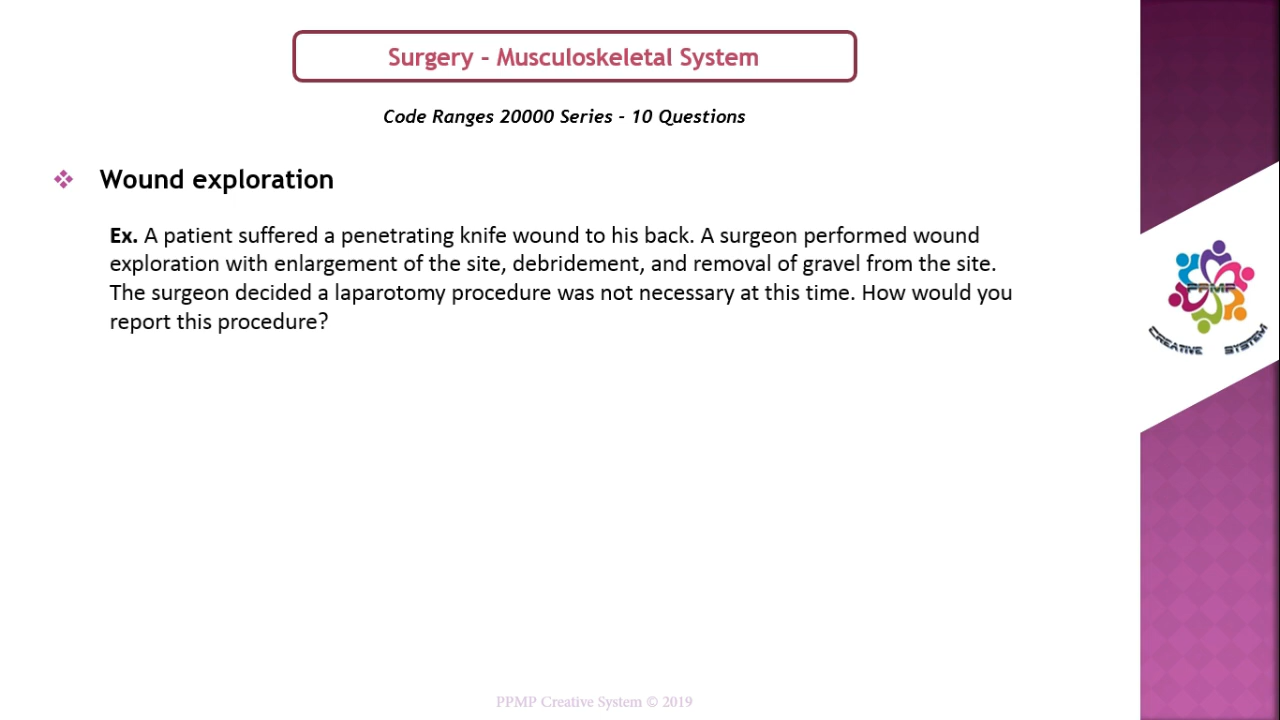 Surgery - Musculoskeletal System
Code Ranges 20000 Series - 10 Questions
Wound exploration
Ex. A patient suffered a penetrating knife wound to his back. A surgeon performed wound
exploration with enlargement of the site, debridement, and removal of gravel from the site.
The surgeon decided a laparotomy procedure was not necessary at this time. How would you
report this procedure?
PPMP
CREATIVE SYSTEM
PPMP Creative System © 2019